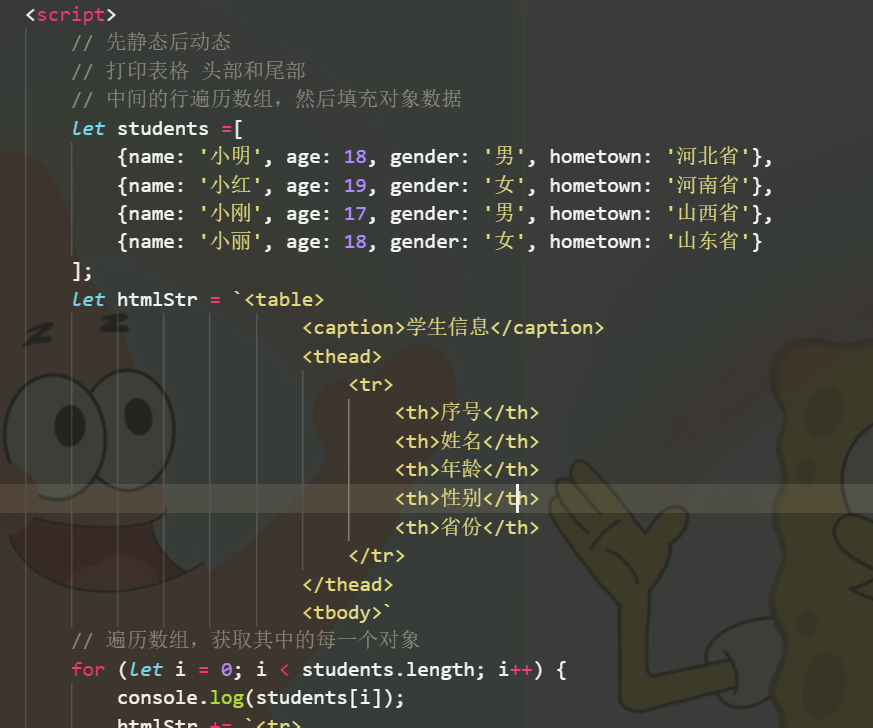 <script>
// 先静态后动态
// 打印表格 头部和尾部
// 中间的行遍历数组，然后填充对象数据
let students =[
{name: '小明', age: 18, gender: '男', hometown: '河北省'},
{name: '小红', age: 19, gender: '女', hometown: '河南省'},
{name: '小刚', age: 17, gender: '男', hometown: '山西省'},
{name: '小丽', age: 18, gender: '女', hometown: '山东省'}
];
let htmlStr = `<table>
<caption>学生信息</caption>
<thead>
<tr>
<th>序号</th>
<th>姓名</th>
<th>年龄</th>
<th>性别</th>
<th>省份</th>
</tr>
</thead>
<tbody>`
// 遍历数组，获取其中的每一个对象
for (let i = 0; i < students.length; i++) {
console.log(students[i]);
htmlStr += `<tr>